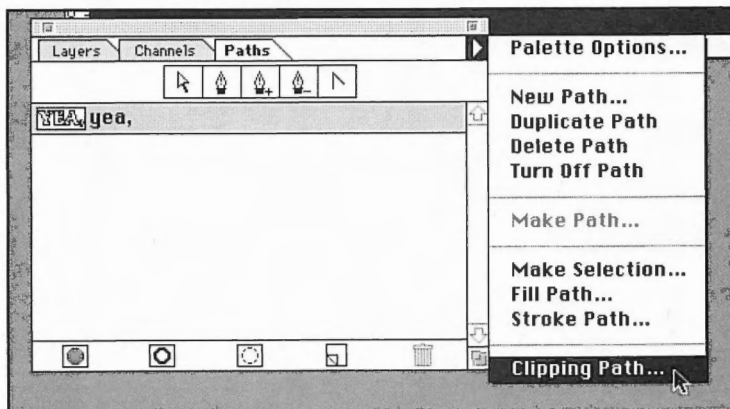 Layers Channels Paths
YEA, yea,
Palette Options...
New Path...
Duplicate Path
Delete Path
Turn Off Path
Make Path...
Make Selection...
Fill Path...
Stroke Path...
Clipping Path...